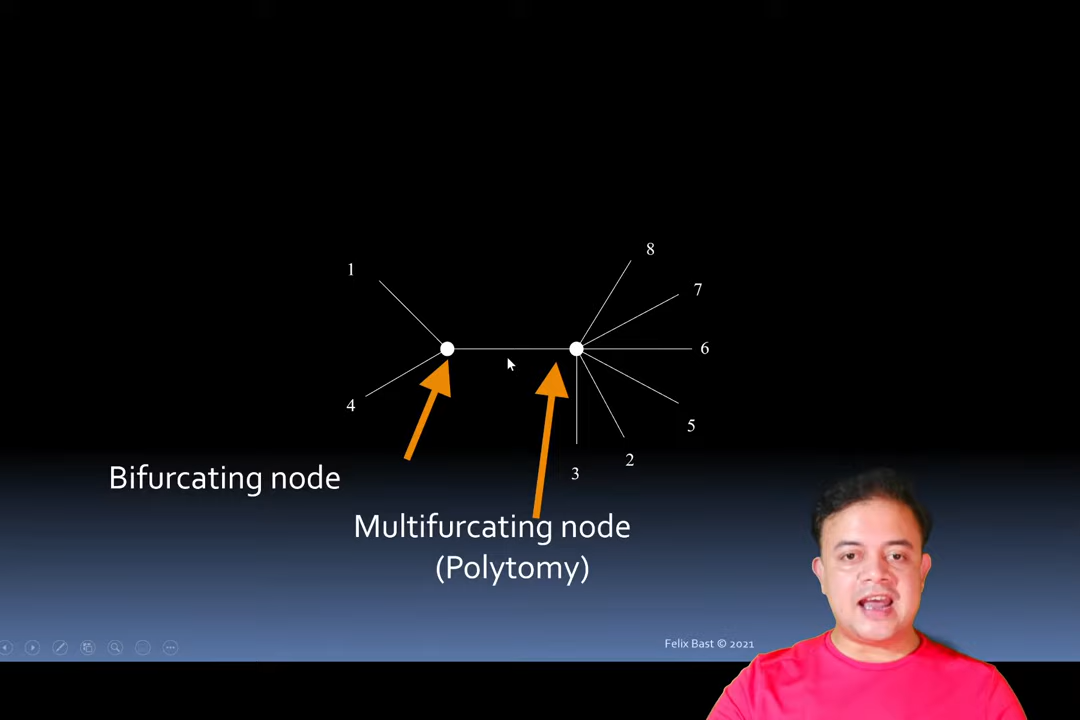 8
1
7
6
4
5
2
3
Bifurcating node
Multifurcating node
(Polytomy)
Felix Bast © 2021